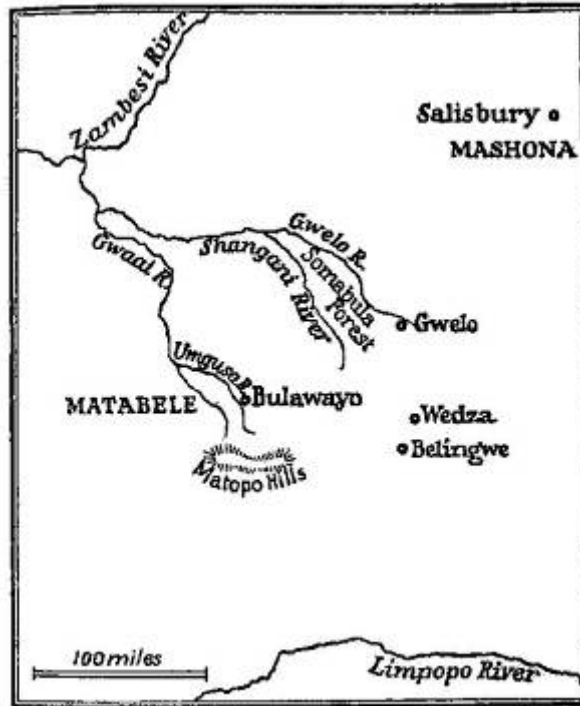 Zambesi River
Salisbury
MASHONA
Gwelo R.
Shangani River
Somabula
Forest
Gwaai R.
Gwelo
Umgusa R.
Bulawayo
MATABELE
Wedza
Belingwe
Matopo Hills
100 miles
Limpopo River